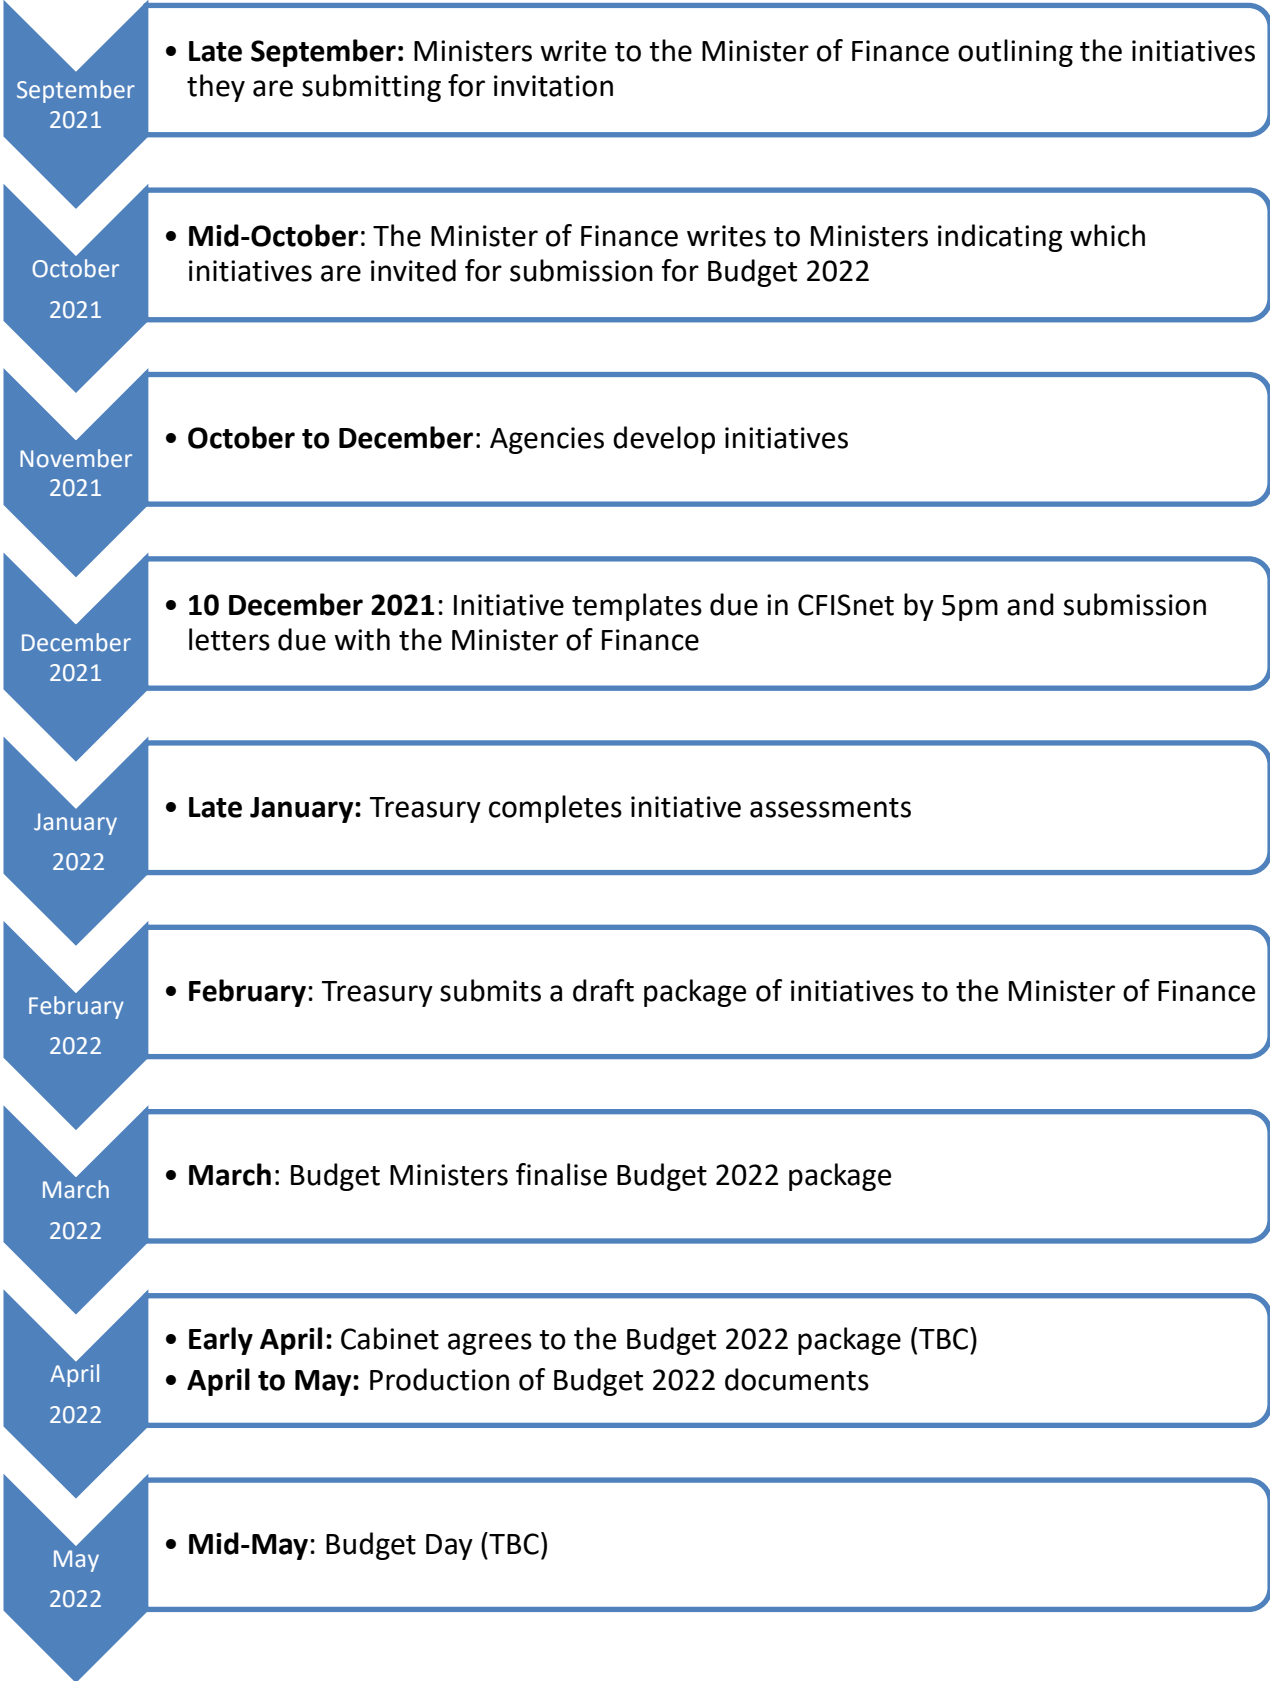 September
2021
• Late September: Ministers write to the Minister of Finance outlining the initiatives
they are submitting for invitation
October
2021
• Mid-October: The Minister of Finance writes to Ministers indicating which
initiatives are invited for submission for Budget 2022
November
2021
• October to December: Agencies develop initiatives
December
2021
• 10 December 2021: Initiative templates due in CFISnet by 5pm and submission
letters due with the Minister of Finance
January
2022
• Late January: Treasury completes initiative assessments
February
2022
• February: Treasury submits a draft package of initiatives to the Minister of Finance
March
2022
• March: Budget Ministers finalise Budget 2022 package
April
2022
• Early April: Cabinet agrees to the Budget 2022 package (TBC)
• April to May: Production of Budget 2022 documents
May
2022
• Mid-May: Budget Day (TBC)